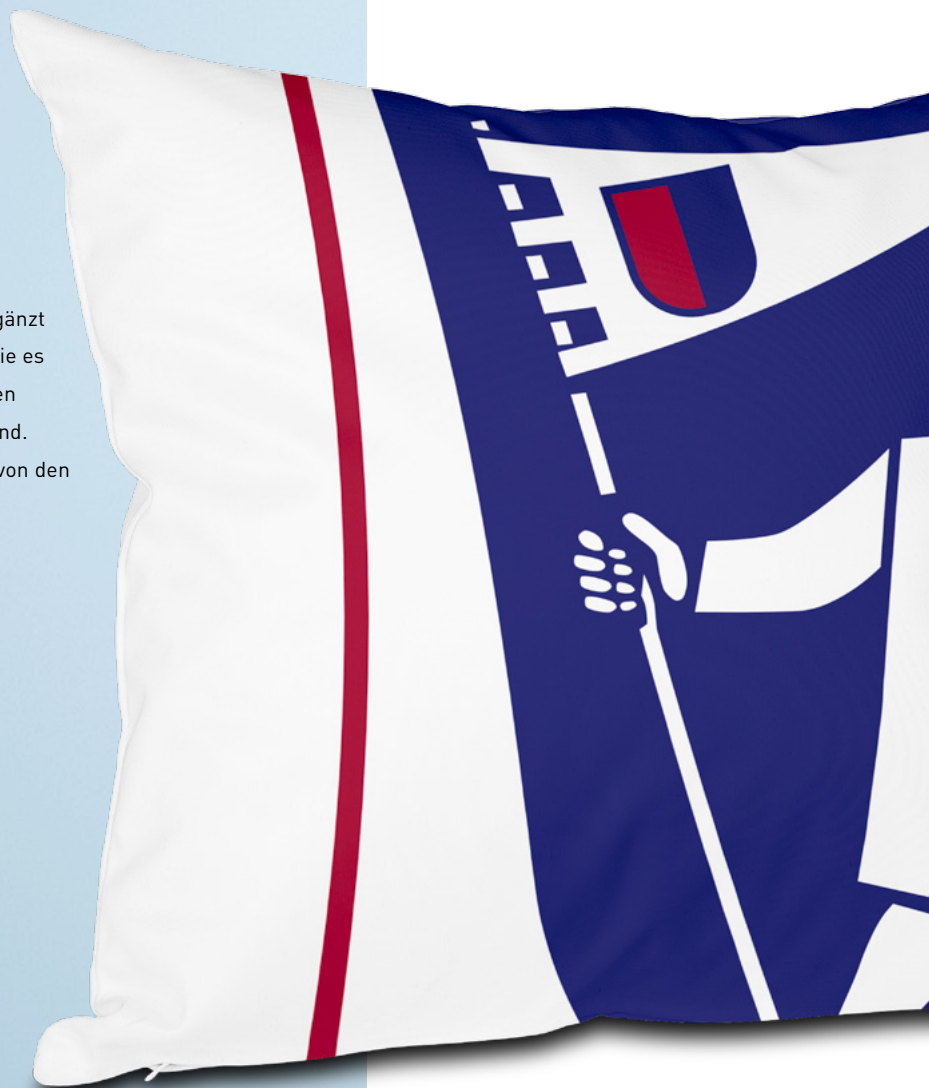 gänzt
ie es
en
nd.
von den